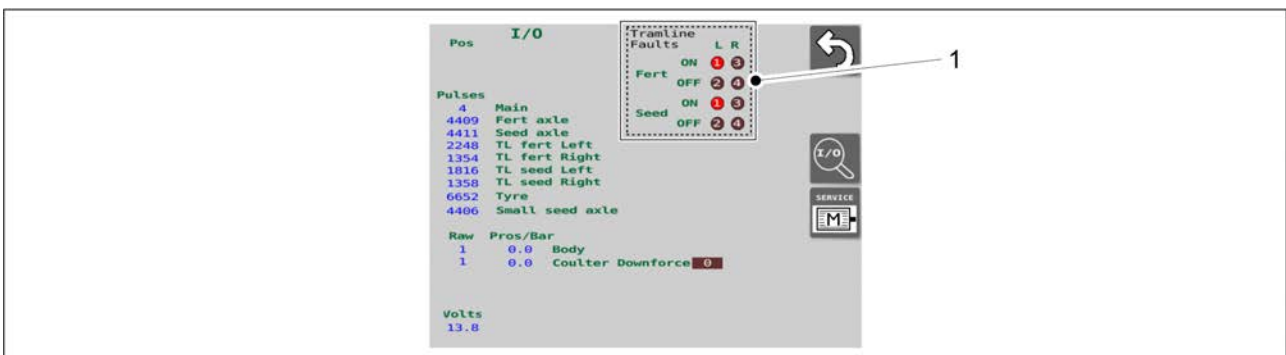 I/O
Pos
Tramline
Faults L R
Fert ON 1 3
OFF 2 4
Seed ON 1 3
OFF 2 4
1
Pulses
4 Main
4409 Fert axle
4411 Seed axle
2248 TL fert Left
1354 TL fert Right
1816 TL seed Left
1358 TL seed Right
6652 Tyre
4406 Small seed axle
I/O
SERVICE
M
Raw Pros/Bar
1 0.0 Body
1 0.0 Coulter Downforce 0
Volts
13.8